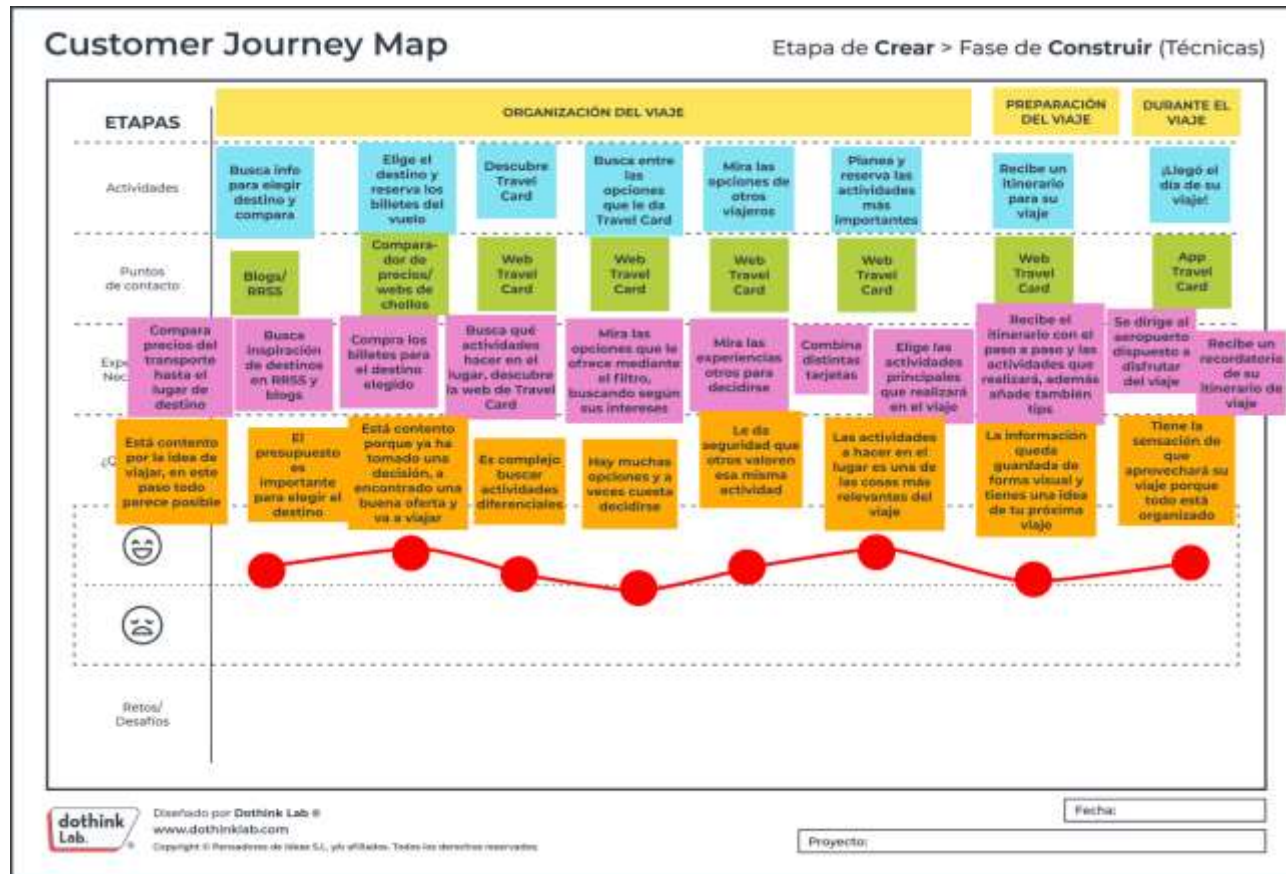 Customer Journey Map
Etapa de Crear > Fase de Construir (Técnicas)
ETAPAS
ORGANIZACIÓN DEL VIAJE
PREPARACIÓN
DEL VIAJE
DURANTE EL
VIAJE
Actividades
Busca info
para elegir
destino y
compara
Elige el
destino y
reserva los
billetes del
vuelo
Descubre
Travel
Card
Busca entre
las
opciones
que le da
Travel Card
Mira las
opciones de
otros
viajeros
Planea y
reserva las
actividades
más
importantes
Recibe un
itinerario
para su
viaje
¡Llegó el
día de su
viaje!
Puntos
de contacto
Blogs/
RRSS
Compara-
dor de
precios/
webs de
chollos
Web
Travel
Card
Web
Travel
Card
Web
Travel
Card
Web
Travel
Card
Web
Travel
Card
App
Travel
Card
Compara
precios del
transporte
hasta el
lugar de
destino
Busca
inspiración
de destinos
en RRSS y
blogs
Compra los
billetes para
el destino
elegido
Busca qué
actividades
hacer en el
lugar, descubre
la web de Travel
Card
Mira las
opciones que le
ofrece mediante
el filtro,
buscando según
sus intereses
Mira las
experiencias
otros para
decidirse
Combina
distintas
tarjetas
Elige las
actividades
principales
que realizará
en el viaje
Recibe el
itinerario con el
paso a paso y las
actividades que
realizará, además
añade también
tips
Se dirige al
aeropuerto
dispuesto a
disfrutar
del viaje
Recibe un
recordatorio
de su
itinerario de
viaje
Está contento
por la idea de
viajar, en este
paso todo
parece posible
El
presupuesto
es
importante
para elegir el
destino
Está contento
porque ya ha
tomado una
decisión, a
encontrado una
buena oferta y
va a viajar
Es complejo
buscar
actividades
diferenciales
Hay muchas
opciones y a
veces cuesta
decidirse
Le da
seguridad que
otros valoren
esa misma
actividad
Las actividades
a hacer en el
lugar es una de
las cosas más
relevantes del
viaje
La información
queda
guardada de
forma visual y
tienes una idea
de tu próxima
viaje
Tiene la
sensación de
que
aprovechará su
viaje porque
todo está
organizado
Retos/
Desafíos
dothink
Lab.
Diseñado por Dothink Lab ®
www.dothinklab.com
Copyright © Pensadores de Ideas S.L. y/o afiliados. Todos los derechos reservados.
Fecha:
Proyecto: